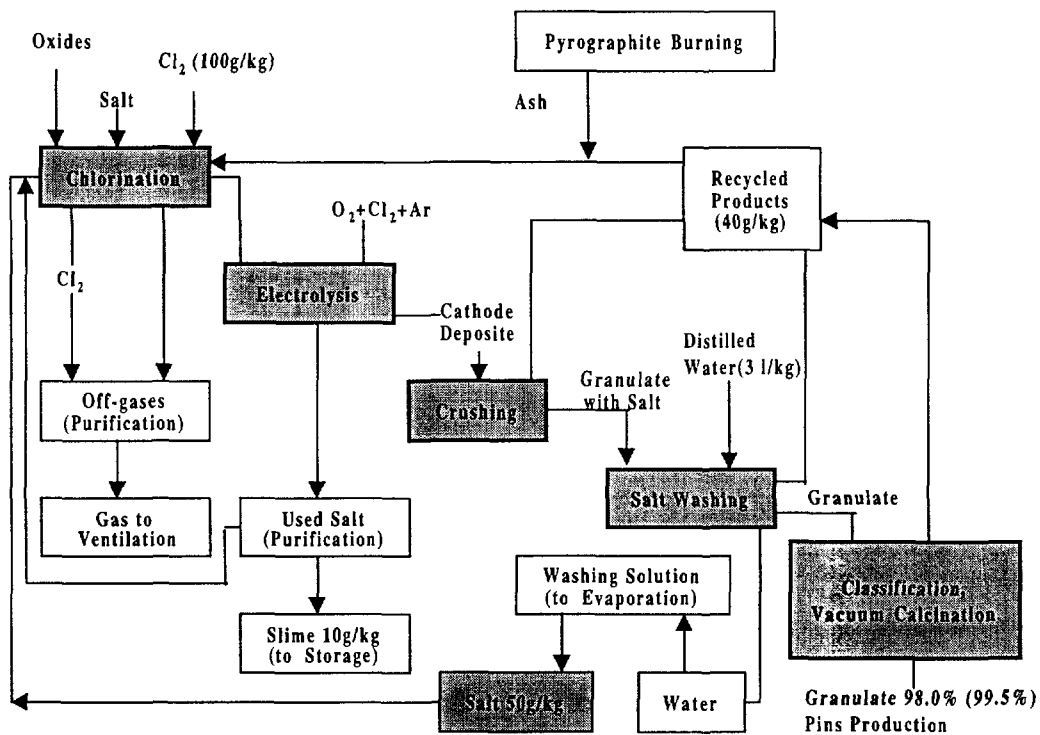 Oxides
Cl₂ (100g/kg)
Salt
Pyrographite Burning
Ash
Chlorination
Recycled
Products
(40g/kg)
O₂+Cl₂+Ar
Cl₂
Electrolysis
Cathode
Deposite
Distilled
Water(3 l/kg)
Off-gases
(Purification)
Crushing
Granulate
with Salt
Salt Washing
Granulate
Gas to
Ventilation
Used Salt
(Purification)
Washing Solution
(to Evaporation)
Classification,
Vacuum Calcination
Slime 10g/kg
(to Storage)
Salt 50g/kg
Water
Granulate 98.0% (99.5%)
Pins Production